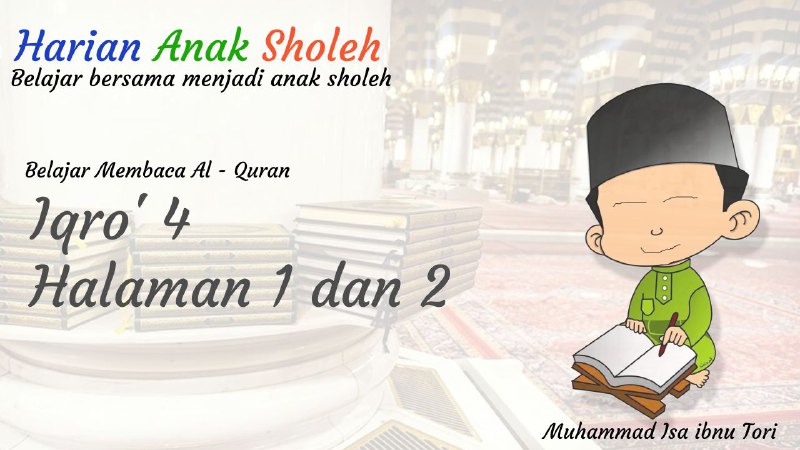 Harian Anak Sholeh
Belajar bersama menjadi anak sholeh
Belajar Membaca Al - Quran
Iqro' 4
Halaman 1 dan 2
Muhammad Isa ibnu Tori